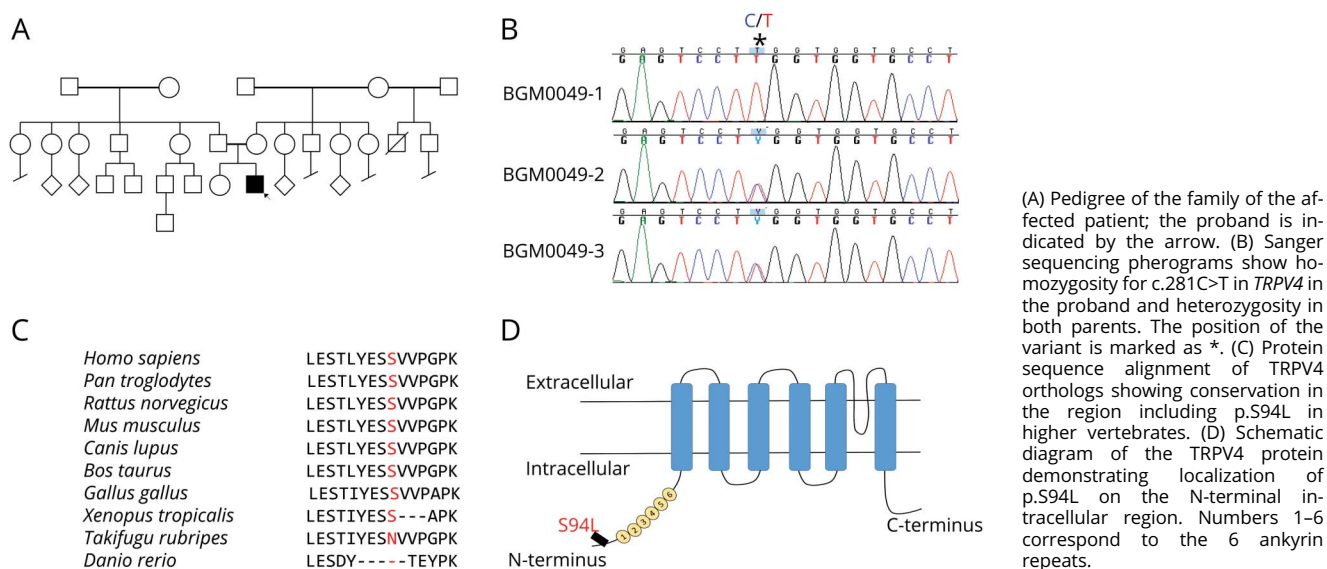 A
B
C/T
*
G A G T C C T T G G T G G T G C C T
G A G T C C T T G G T G G T G C C T
BGM0049-1
G A G T C C T Y G G T G G T G C C T
G A G T C C T Y G G T G G T G C C T
BGM0049-2
G A G T C C T Y G G T G G T G C C T
G A G T C C T Y G G T G G T G C C T
BGM0049-3
C
Homo sapiens LESTLYESSVVPGPK
Pan troglodytes LESTLYESSVVPGPK
Rattus norvegicus LESTLYESSVVPGPK
Mus musculus LESTLYESSVVPGPK
Canis lupus LESTLYESSVVPGPK
Bos taurus LESTLYESSVVPGPK
Gallus gallus LESTIYESSVVPAPK
Xenopus tropicalis LESTIYESS---APK
Takifugu rubripes LESTIYESNVVPGPK
Danio rerio LESDY-----TEYPK
D
Extracellular
Intracellular
S94L
1 2 3 4 5 6
N-terminus
C-terminus
(A) Pedigree of the family of the af-
fected patient; the proband is in-
dicated by the arrow. (B) Sanger
sequencing pherograms show ho-
mozygosity for c.281C>T in TRPV4 in
the proband and heterozygosity in
both parents. The position of the
variant is marked as *. (C) Protein
sequence alignment of TRPV4
orthologs showing conservation in
the region including p.S94L in
higher vertebrates. (D) Schematic
diagram of the TRPV4 protein
demonstrating localization of
p.S94L on the N-terminal in-
tracellular region. Numbers 1–6
correspond to the 6 ankyrin
repeats.